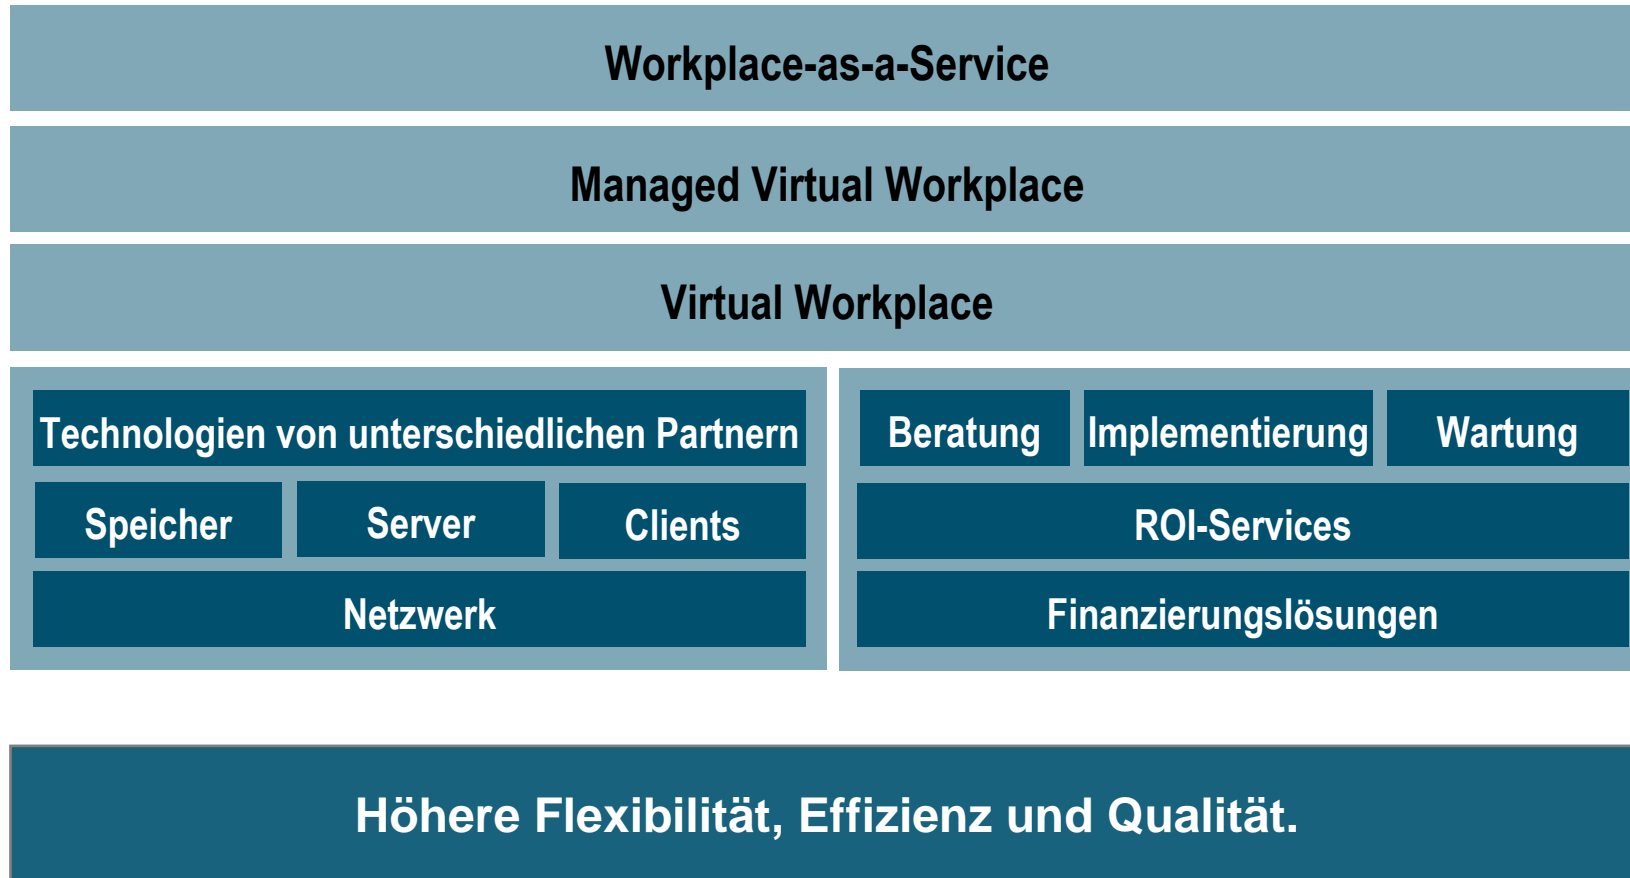 Workplace-as-a-Service
Managed Virtual Workplace
Virtual Workplace
Technologien von unterschiedlichen Partnern
Speicher
Server
Clients
Netzwerk
Beratung
Implementierung
Wartung
ROI-Services
Finanzierungslösungen
Höhere Flexibilität, Effizienz und Qualität.